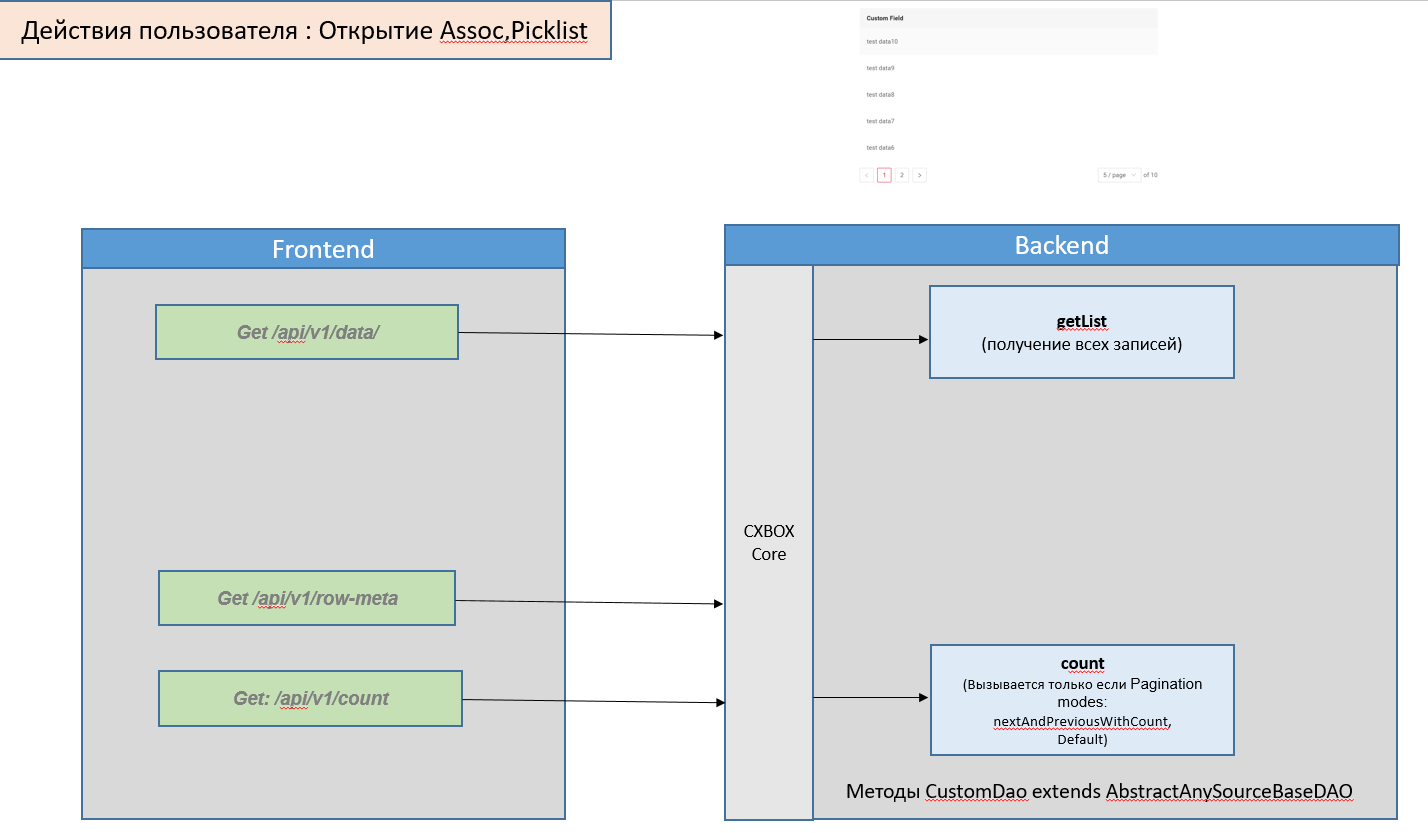 Действия пользователя : Открытие Assoc,Picklist
Custom Field
test data10
test data9
test data8
test data7
test data6
< 1 2 > 5 / page of 10
Frontend
Backend
Get /api/v1/data/
getList
(получение всех записей)
CXBOX
Core
Get /api/v1/row-meta
Get: /api/v1/count
count
(Вызывается только если Pagination
modes:
nextAndPreviousWithCount,
Default)
Методы CustomDao extends AbstractAnySourceBaseDAO